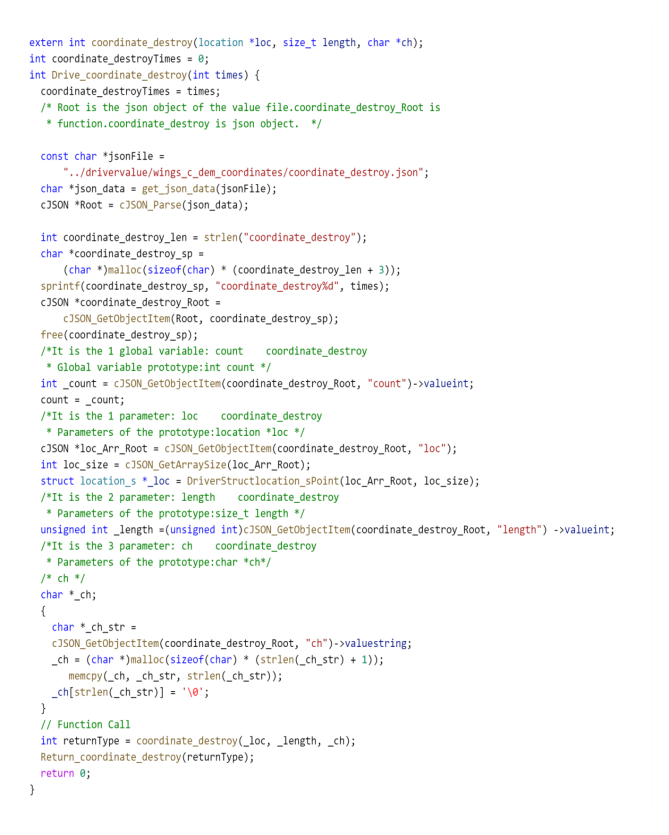 extern int coordinate_destroy(location *loc, size_t length, char *ch);
int coordinate_destroyTimes = 0;
int Drive_coordinate_destroy(int times) {
  coordinate_destroyTimes = times;
  /* Root is the json object of the value file.coordinate_destroy_Root is
   * function.coordinate_destroy is json object.  */

  const char *jsonFile =
      "../drivervalue/wings_c_dem_coordinates/coordinate_destroy.json";
  char *json_data = get_json_data(jsonFile);
  cJSON *Root = cJSON_Parse(json_data);

  int coordinate_destroy_len = strlen("coordinate_destroy");
  char *coordinate_destroy_sp =
      (char *)malloc(sizeof(char) * (coordinate_destroy_len + 3));
  sprintf(coordinate_destroy_sp, "coordinate_destroy%d", times);
  cJSON *coordinate_destroy_Root =
      cJSON_GetObjectItem(Root, coordinate_destroy_sp);
  free(coordinate_destroy_sp);
  /*It is the 1 global variable: count    coordinate_destroy
   * Global variable prototype:int count */
  int _count = cJSON_GetObjectItem(coordinate_destroy_Root, "count")->valueint;
  count = _count;
  /*It is the 1 parameter: loc    coordinate_destroy
   * Parameters of the prototype:location *loc */
  cJSON *loc_Arr_Root = cJSON_GetObjectItem(coordinate_destroy_Root, "loc");
  int loc_size = cJSON_GetArraySize(loc_Arr_Root);
  struct location_s *_loc = DriverStructlocation_sPoint(loc_Arr_Root, loc_size);
  /*It is the 2 parameter: length    coordinate_destroy
   * Parameters of the prototype:size_t length */
  unsigned int _length =(unsigned int)cJSON_GetObjectItem(coordinate_destroy_Root, "length") ->valueint;
  /*It is the 3 parameter: ch    coordinate_destroy
   * Parameters of the prototype:char *ch*/
  /* ch */
  char *_ch;
  {
    char *_ch_str =
    cJSON_GetObjectItem(coordinate_destroy_Root, "ch")->valuestring;
    _ch = (char *)malloc(sizeof(char) * (strlen(_ch_str) + 1));
       memcpy(_ch, _ch_str, strlen(_ch_str));
    _ch[strlen(_ch_str)] = '\0';
  }
  // Function Call
  int returnType = coordinate_destroy(_loc, _length, _ch);
  Return_coordinate_destroy(returnType);
  return 0;
}